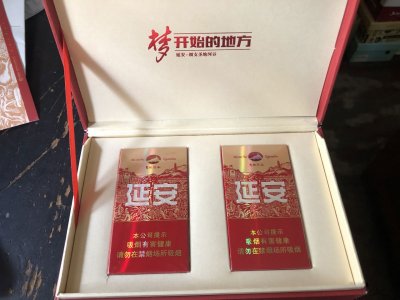 梦开始的地方
延安
本公司提示
吸烟有害健康
请勿在禁烟场所吸烟
延安
本公司提示
吸烟有害健康
请勿在禁烟场所吸烟